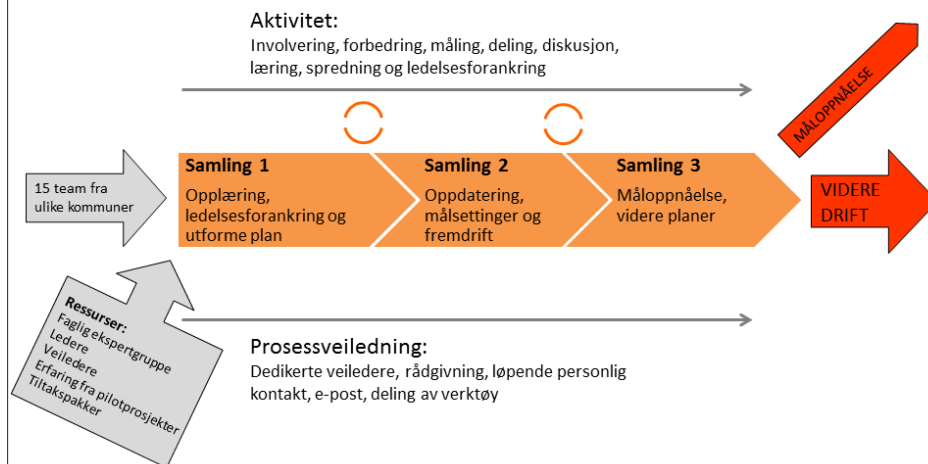 Aktivitet:
Involvering, forbedring, måling, deling, diskusjon,
læring, spredning og ledelsesforankring
MÅLOPPNÅELSE
15 team fra
ulike kommuner
Samling 1
Opplæring,
ledelsesforankring og
utforme plan
Samling 2
Oppdatering,
målsettinger og
fremdrift
Samling 3
Måloppnåelse,
videre planer
VIDERE
DRIFT
Ressurser:
Faglig ekspertgruppe
Ledere
Veiledere
Erfaring fra pilotprosjekter
Tiltakspakker
Prosessveiledning:
Dedikerte veiledere, rådgivning, løpende personlig
kontakt, e-post, deling av verktøy